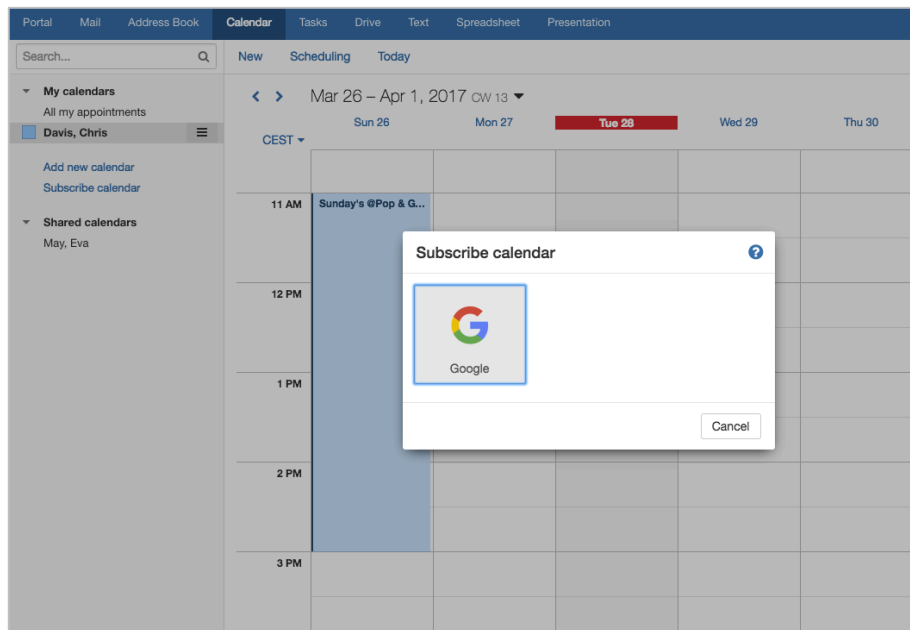 Portal Mail Address Book Calendar Tasks Drive Text Spreadsheet Presentation
Search...
New Scheduling Today
My calendars
All my appointments
Davis, Chris
Add new calendar
Subscribe calendar
Shared calendars
May, Eva
Mar 26 – Apr 1, 2017 CW 13
Sun 26 Mon 27 Tue 28 Wed 29 Thu 30
CEST
11 AM
Sunday's @Pop & G...
12 PM
1 PM
2 PM
3 PM
Subscribe calendar
?
G
Google
Cancel